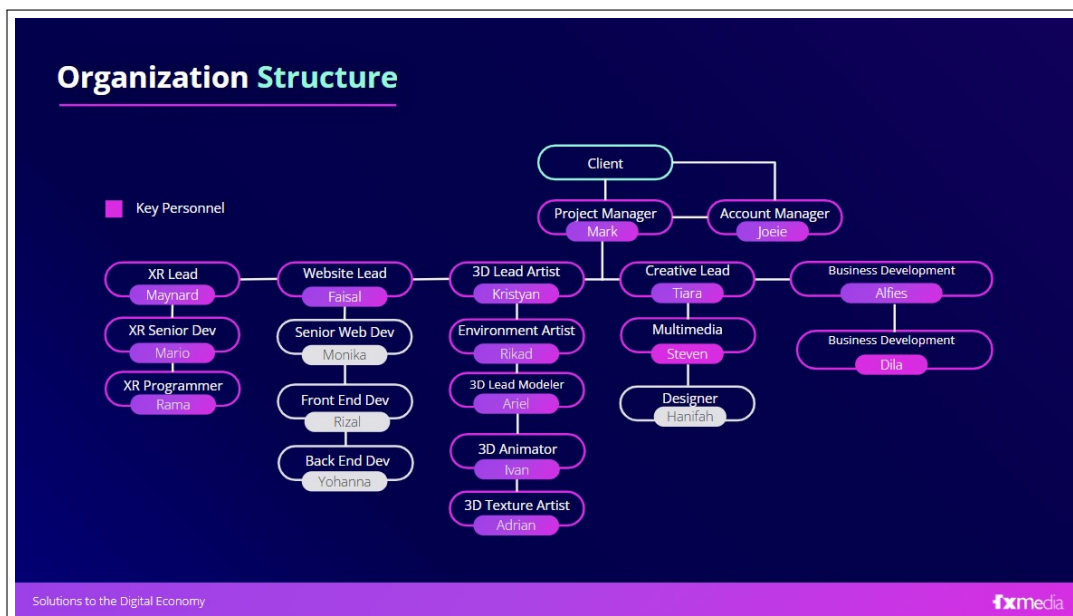 Organization Structure
Client
Key Personnel
Project Manager
Mark
Account Manager
Joeie
XR Lead
Maynard
Website Lead
Faisal
3D Lead Artist
Kristyan
Creative Lead
Tiara
Business Development
Alfies
XR Senior Dev
Mario
Senior Web Dev
Monika
Environment Artist
Rikad
Multimedia
Steven
Business Development
Dila
XR Programmer
Rama
Front End Dev
Rizal
3D Lead Modeler
Ariel
Designer
Hanifah
Back End Dev
Yohanna
3D Animator
Ivan
3D Texture Artist
Adrian
Solutions to the Digital Economy
fxmedia